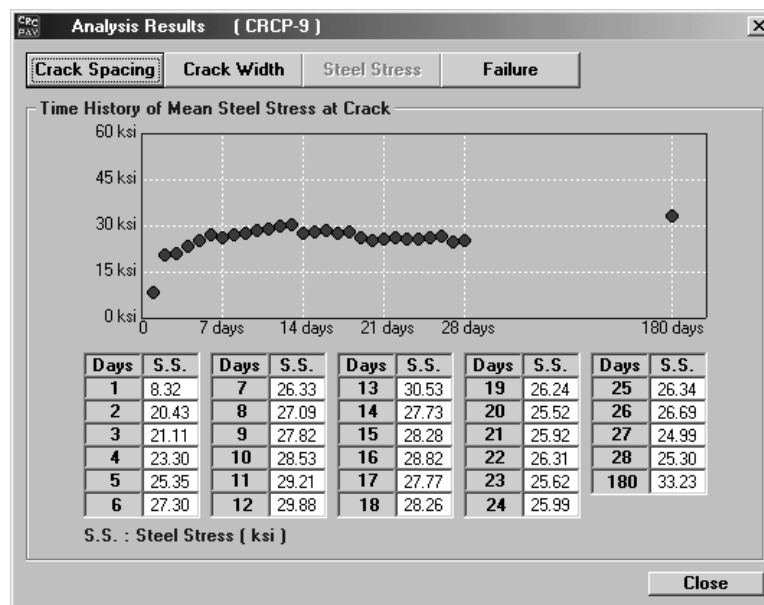 CRC PAV Analysis Results ( CRCP-9 )
Crack Spacing Crack Width Steel Stress Failure
Time History of Mean Steel Stress at Crack
60 ksi
45 ksi
30 ksi
15 ksi
0 ksi
0 7 days 14 days 21 days 28 days 180 days
Days S.S. Days S.S. Days S.S. Days S.S. Days S.S.
1 8.32 7 26.33 13 30.53 19 26.24 25 26.34
2 20.43 8 27.09 14 27.73 20 25.52 26 26.69
3 21.11 9 27.82 15 28.28 21 25.92 27 24.99
4 23.30 10 28.53 16 28.82 22 26.31 28 25.30
5 25.35 11 29.21 17 27.77 23 25.62 180 33.23
6 27.30 12 29.88 18 28.26 24 25.99
S.S. : Steel Stress ( ksi )
Close